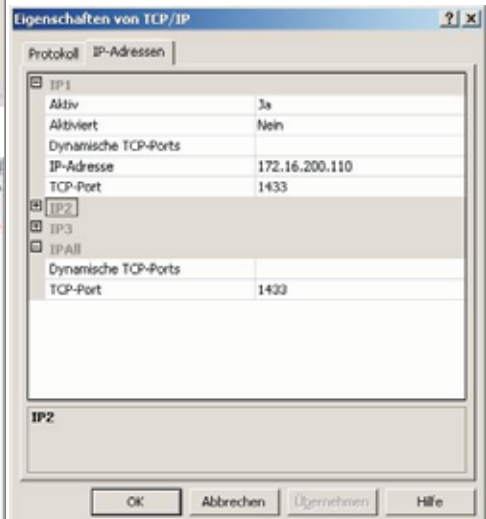 Eigenschaften von TCP/IP
Protokoll IP-Adressen
IP1
Aktiv Ja
Aktiviert Nein
Dynamische TCP-Ports
IP-Adresse 172.16.200.110
TCP-Port 1433
IP2
IP3
IPAll
Dynamische TCP-Ports
TCP-Port 1433
IP2
OK Abbrechen Übernehmen Hilfe